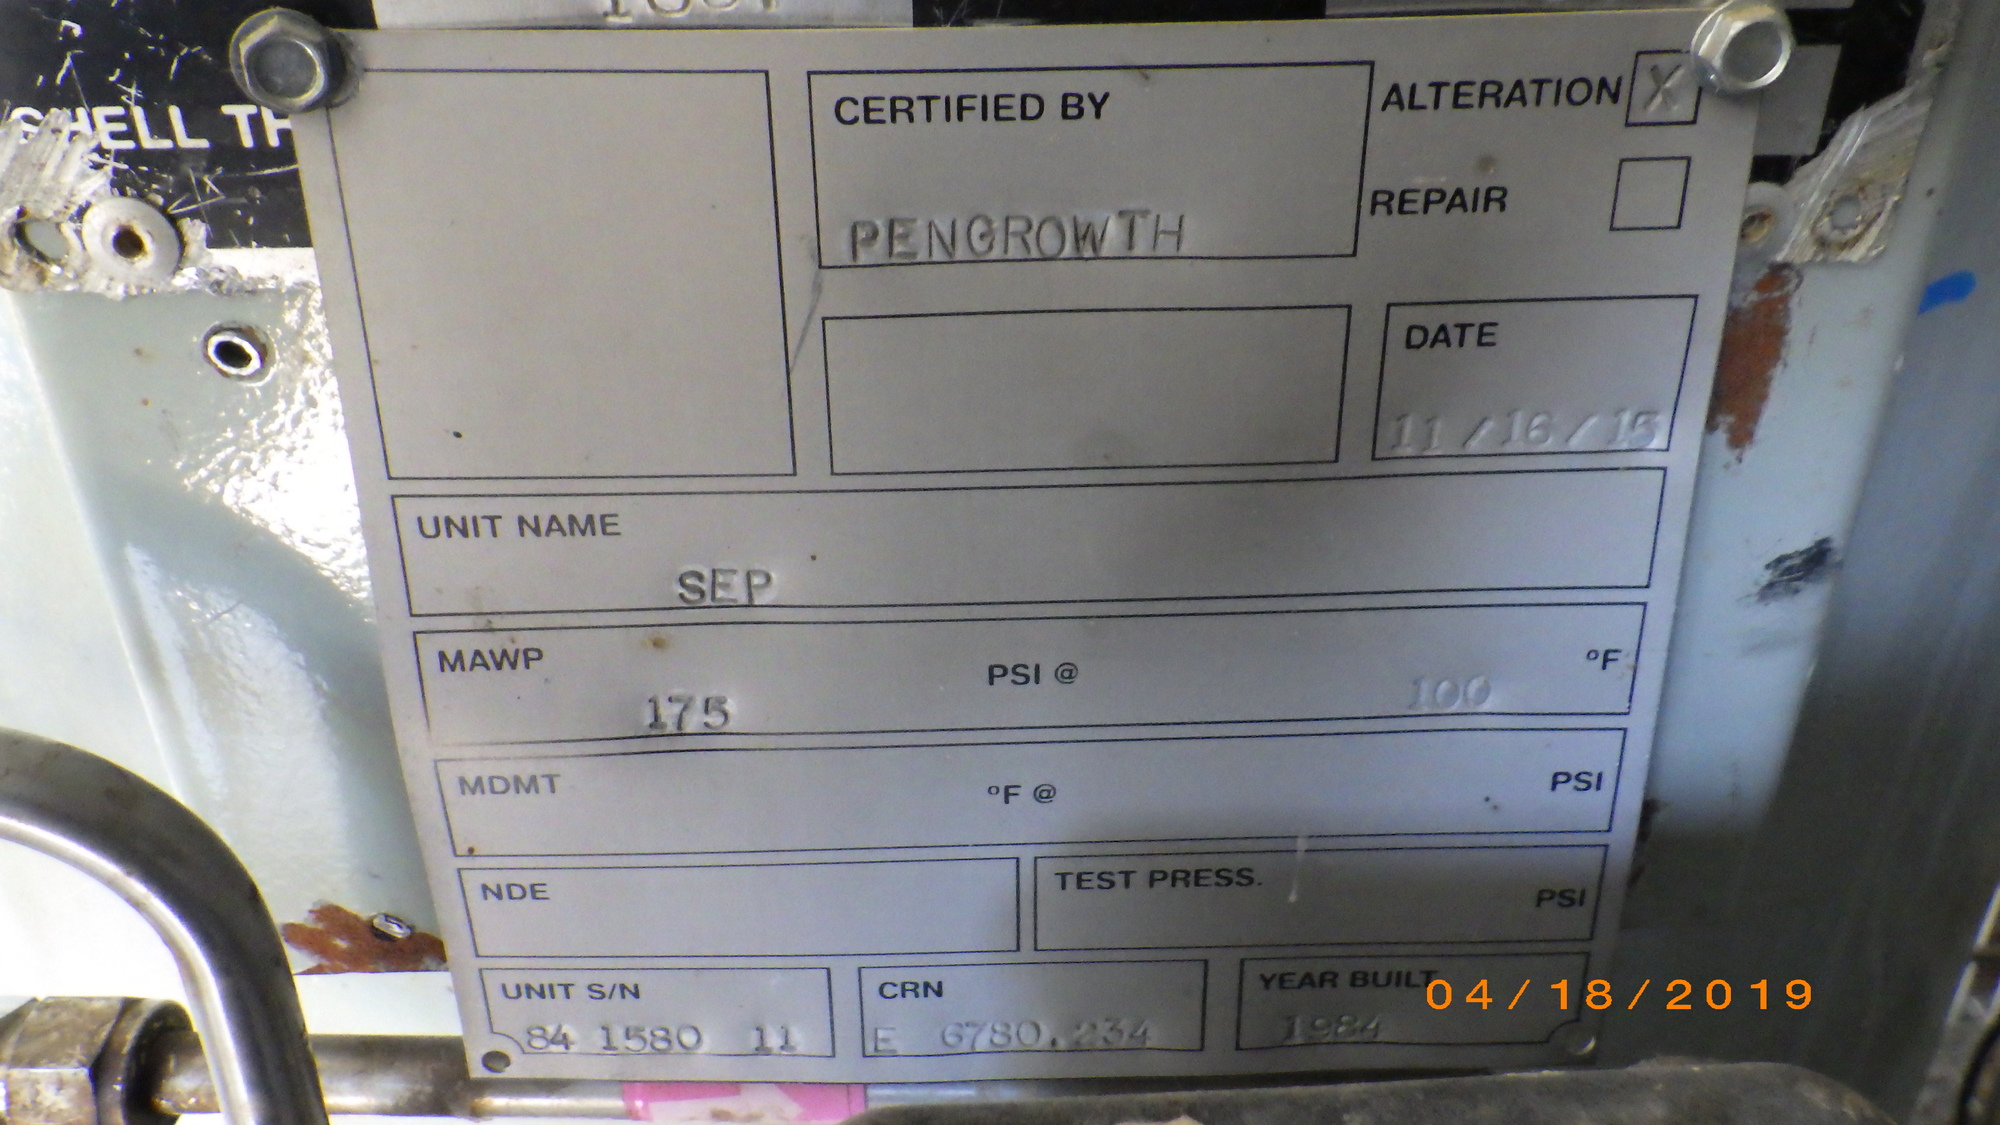 SHELL TH
CERTIFIED BY
PENGROWTH
ALTERATION X
REPAIR
DATE
11/16/15
UNIT NAME
SEP
MAWP PSI @ °F
175 100
MDMT °F @ PSI
NDE
TEST PRESS. PSI
UNIT S/N
84 1580 11
CRN
E 6780.234
YEAR BUILT
1984
04/18/2019